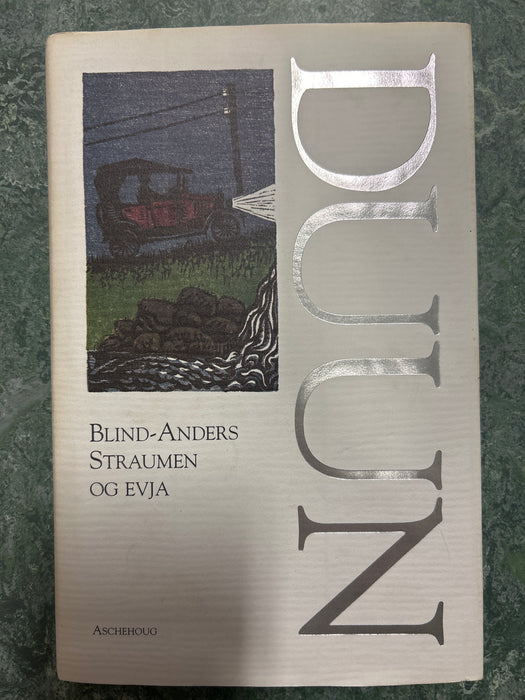 DUUN
BLIND-ANDERS
STRAUMEN
OG EVJA
ASCHEHOUG